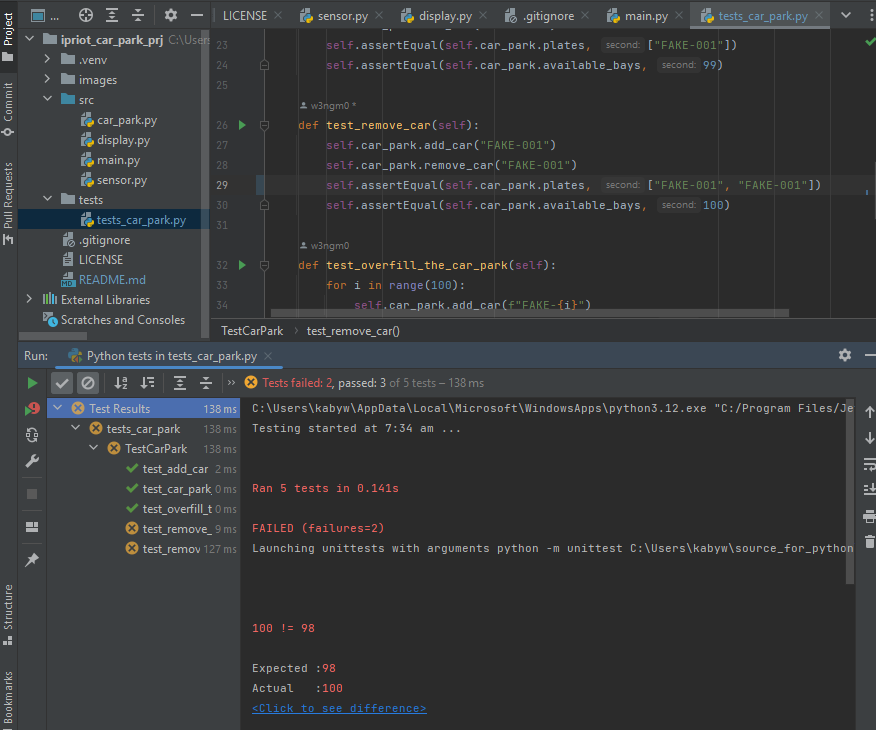 Project
Commit
Pull Requests
Structure
Bookmarks
...
LICENSE
sensor.py
display.py
.gitignore
main.py
tests_car_park.py
ipriot_car_park_prj C:\Users
.venv
images
src
car_park.py
display.py
main.py
sensor.py
tests
tests_car_park.py
.gitignore
LICENSE
README.md
External Libraries
Scratches and Consoles
23 self.assertEqual(self.car_park.plates, second: ["FAKE-001"])
24 self.assertEqual(self.car_park.available_bays, second: 99)
25
w3ngm0 *
26 def test_remove_car(self):
27 self.car_park.add_car("FAKE-001")
28 self.car_park.remove_car("FAKE-001")
29 self.assertEqual(self.car_park.plates, second: ["FAKE-001", "FAKE-001"])
30 self.assertEqual(self.car_park.available_bays, second: 100)
31
w3ngm0
32 def test_overfill_the_car_park(self):
33 for i in range(100):
34 self.car_park.add_car(f"FAKE-{i}")
TestCarPark > test_remove_car()
Run: Python tests in tests_car_park.py
» Tests failed: 2, passed: 3 of 5 tests – 138 ms
Test Results 138 ms
tests_car_park 138 ms
TestCarPark 138 ms
test_add_car 2 ms
test_car_park_ 0 ms
test_overfill_t 0 ms
test_remove_ 9 ms
test_remov 127 ms
C:\Users\kabyw\AppData\Local\Microsoft\WindowsApps\python3.12.exe "C:/Program Files/Je
Testing started at 7:34 am ...
Ran 5 tests in 0.141s
FAILED (failures=2)
Launching unittests with arguments python -m unittest C:\Users\kabyw\source_for_python
100 != 98
Expected :98
Actual :100
<Click to see difference>